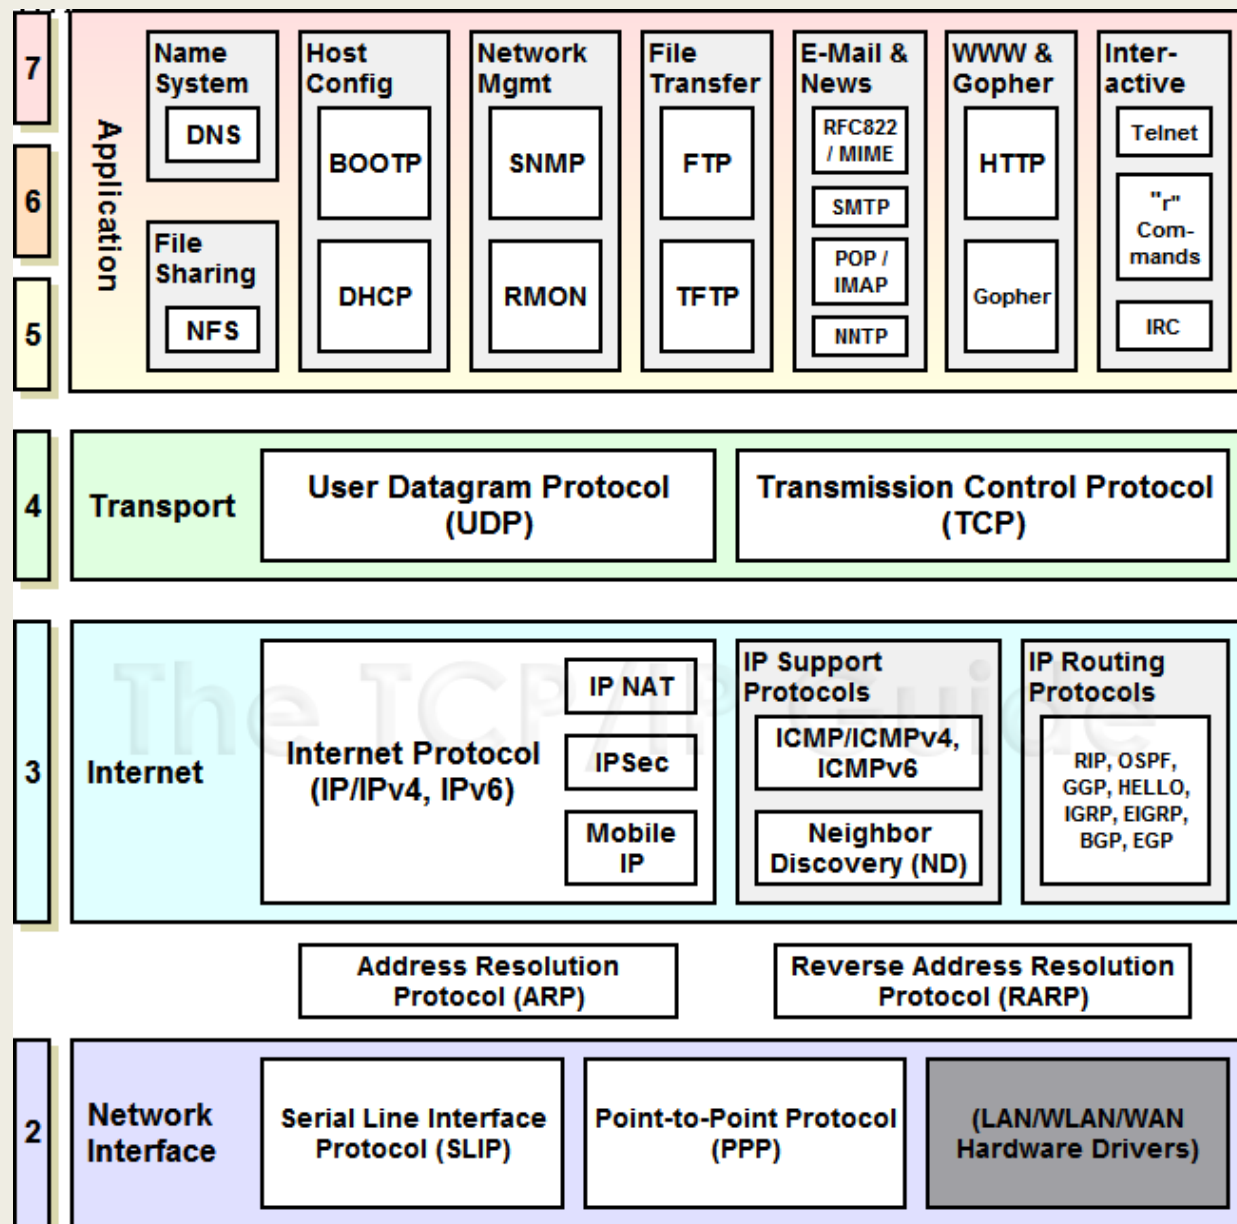 7
6
5
Application
Name
System
DNS
File
Sharing
NFS
Host
Config
BOOTP
DHCP
Network
Mgmt
SNMP
RMON
File
Transfer
FTP
TFTP
E-Mail &
News
RFC822
/ MIME
SMTP
POP /
IMAP
NNTP
WWW &
Gopher
HTTP
Gopher
Inter-
active
Telnet
"r"
Com-
mands
IRC
4
Transport
User Datagram Protocol
(UDP)
Transmission Control Protocol
(TCP)
The TCP/IP Guide
3
Internet
Internet Protocol
(IP/IPv4, IPv6)
IP NAT
IPSec
Mobile
IP
IP Support
Protocols
ICMP/ICMPv4,
ICMPv6
Neighbor
Discovery (ND)
IP Routing
Protocols
RIP, OSPF,
GGP, HELLO,
IGRP, EIGRP,
BGP, EGP
Address Resolution
Protocol (ARP)
Reverse Address Resolution
Protocol (RARP)
2
Network
Interface
Serial Line Interface
Protocol (SLIP)
Point-to-Point Protocol
(PPP)
(LAN/WLAN/WAN
Hardware Drivers)